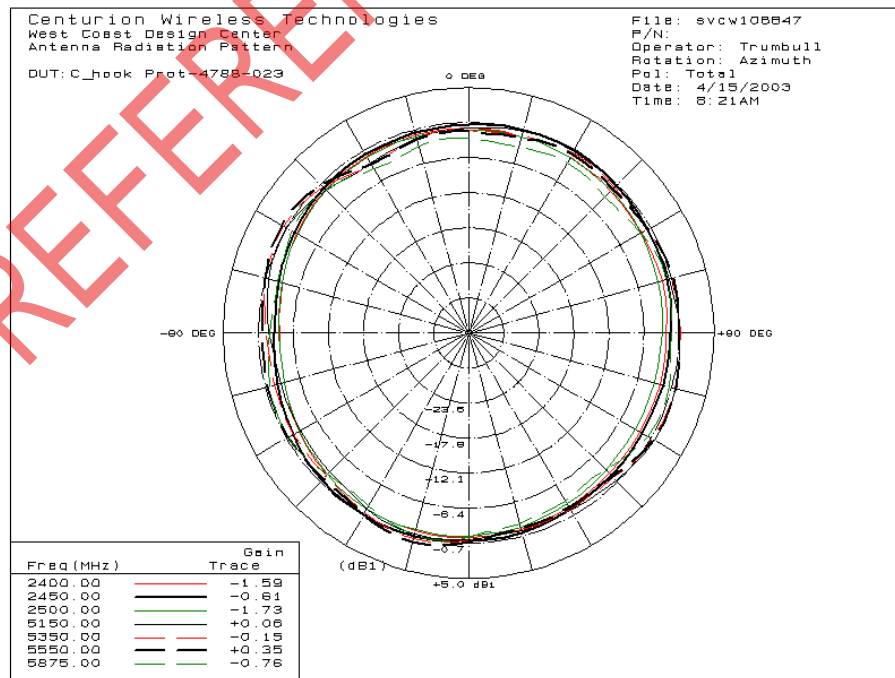 Centurion Wireless Technologies
West Coast Design Center
Antenna Radiation Pattern
DUT: C_hook Prot-4788-023
File: svcw106847
P/N:
Operator: Trumbull
Rotation: Azimuth
Pol: Total
Date: 4/15/2003
Time: 8:21AM
0 DEG
-90 DEG
+90 DEG
-23.5
-17.8
-12.1
-6.4
-0.7
(dBi)
+5.0 dBi
Gain
Freq(MHz) Trace
2400.00 -1.59
2450.00 -0.61
2500.00 -1.73
5150.00 +0.06
5350.00 -0.15
5550.00 +0.35
5875.00 -0.76
REFERE